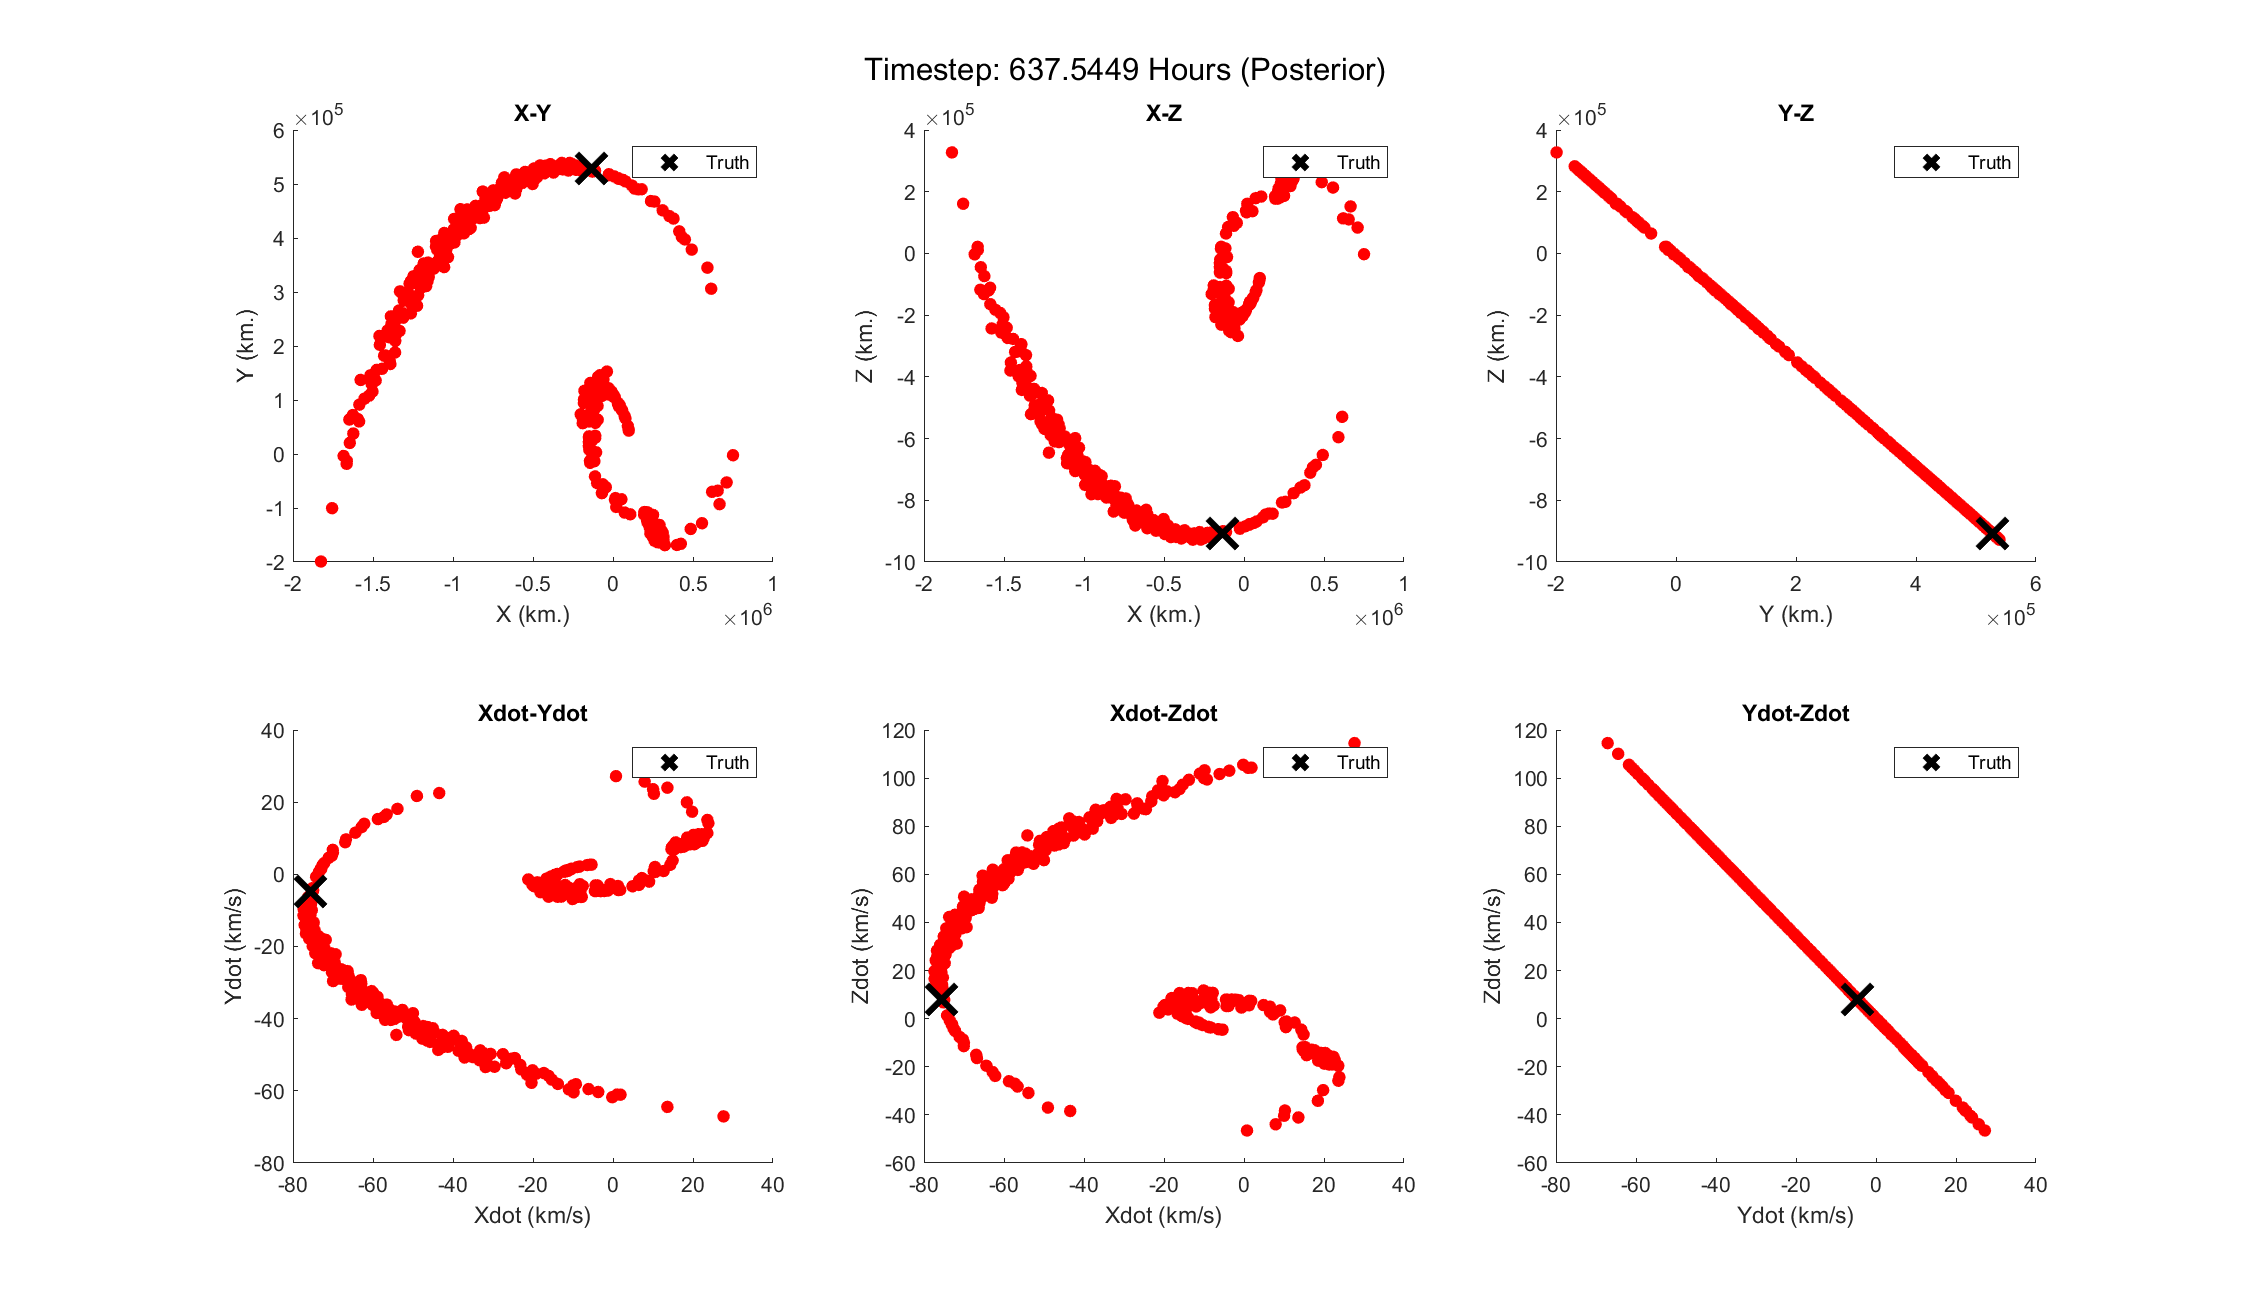 Timestep: 637.5449 Hours (Posterior)
X-Y
×10^5
6
5
4
3
2
1
0
-1
-2
Y (km.)
-2 -1.5 -1 -0.5 0 0.5 1
X (km.)
×10^6
Truth
X-Z
×10^5
4
2
0
-2
-4
-6
-8
-10
Z (km.)
-2 -1.5 -1 -0.5 0 0.5 1
X (km.)
×10^6
Truth
Y-Z
×10^5
4
2
0
-2
-4
-6
-8
-10
Z (km.)
-2 0 2 4 6
Y (km.)
×10^5
Truth
Xdot-Ydot
40
20
0
-20
-40
-60
-80
Ydot (km/s)
-80 -60 -40 -20 0 20 40
Xdot (km/s)
Truth
Xdot-Zdot
120
100
80
60
40
20
0
-20
-40
-60
Zdot (km/s)
-80 -60 -40 -20 0 20 40
Xdot (km/s)
Truth
Ydot-Zdot
120
100
80
60
40
20
0
-20
-40
-60
Zdot (km/s)
-80 -60 -40 -20 0 20 40
Ydot (km/s)
Truth